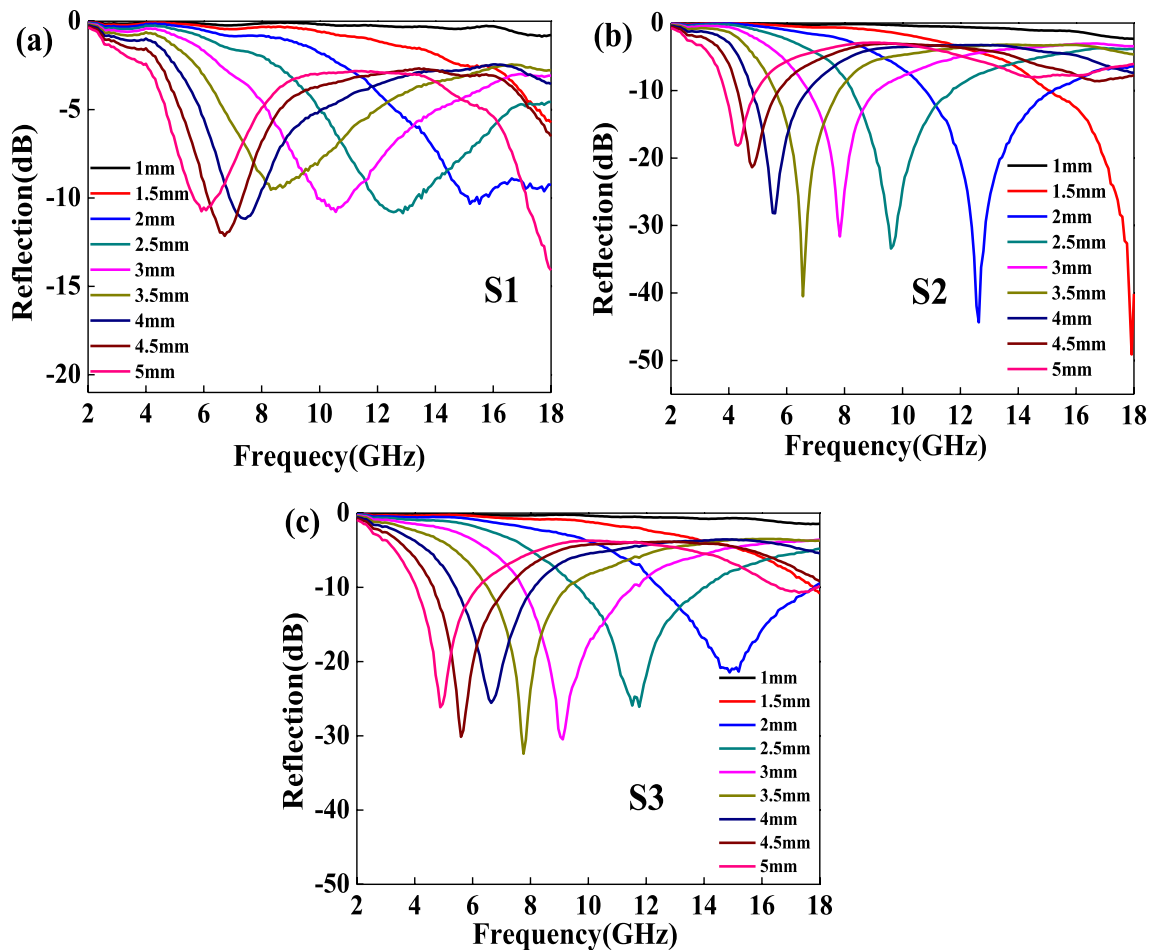 (a)
0
-5
-10
-15
-20
Reflection(dB)
1mm
1.5mm
2mm
2.5mm
3mm
3.5mm
4mm
4.5mm
5mm
S1
2 4 6 8 10 12 14 16 18
Frequecy(GHz)
(b)
0
-10
-20
-30
-40
-50
Reflection(dB)
1mm
1.5mm
2mm
2.5mm
3mm
3.5mm
4mm
4.5mm
5mm
S2
2 4 6 8 10 12 14 16 18
Frequency(GHz)
(c)
0
-10
-20
-30
-40
-50
Reflection(dB)
1mm
1.5mm
2mm
2.5mm
3mm
3.5mm
4mm
4.5mm
5mm
S3
2 4 6 8 10 12 14 16 18
Frequency(GHz)